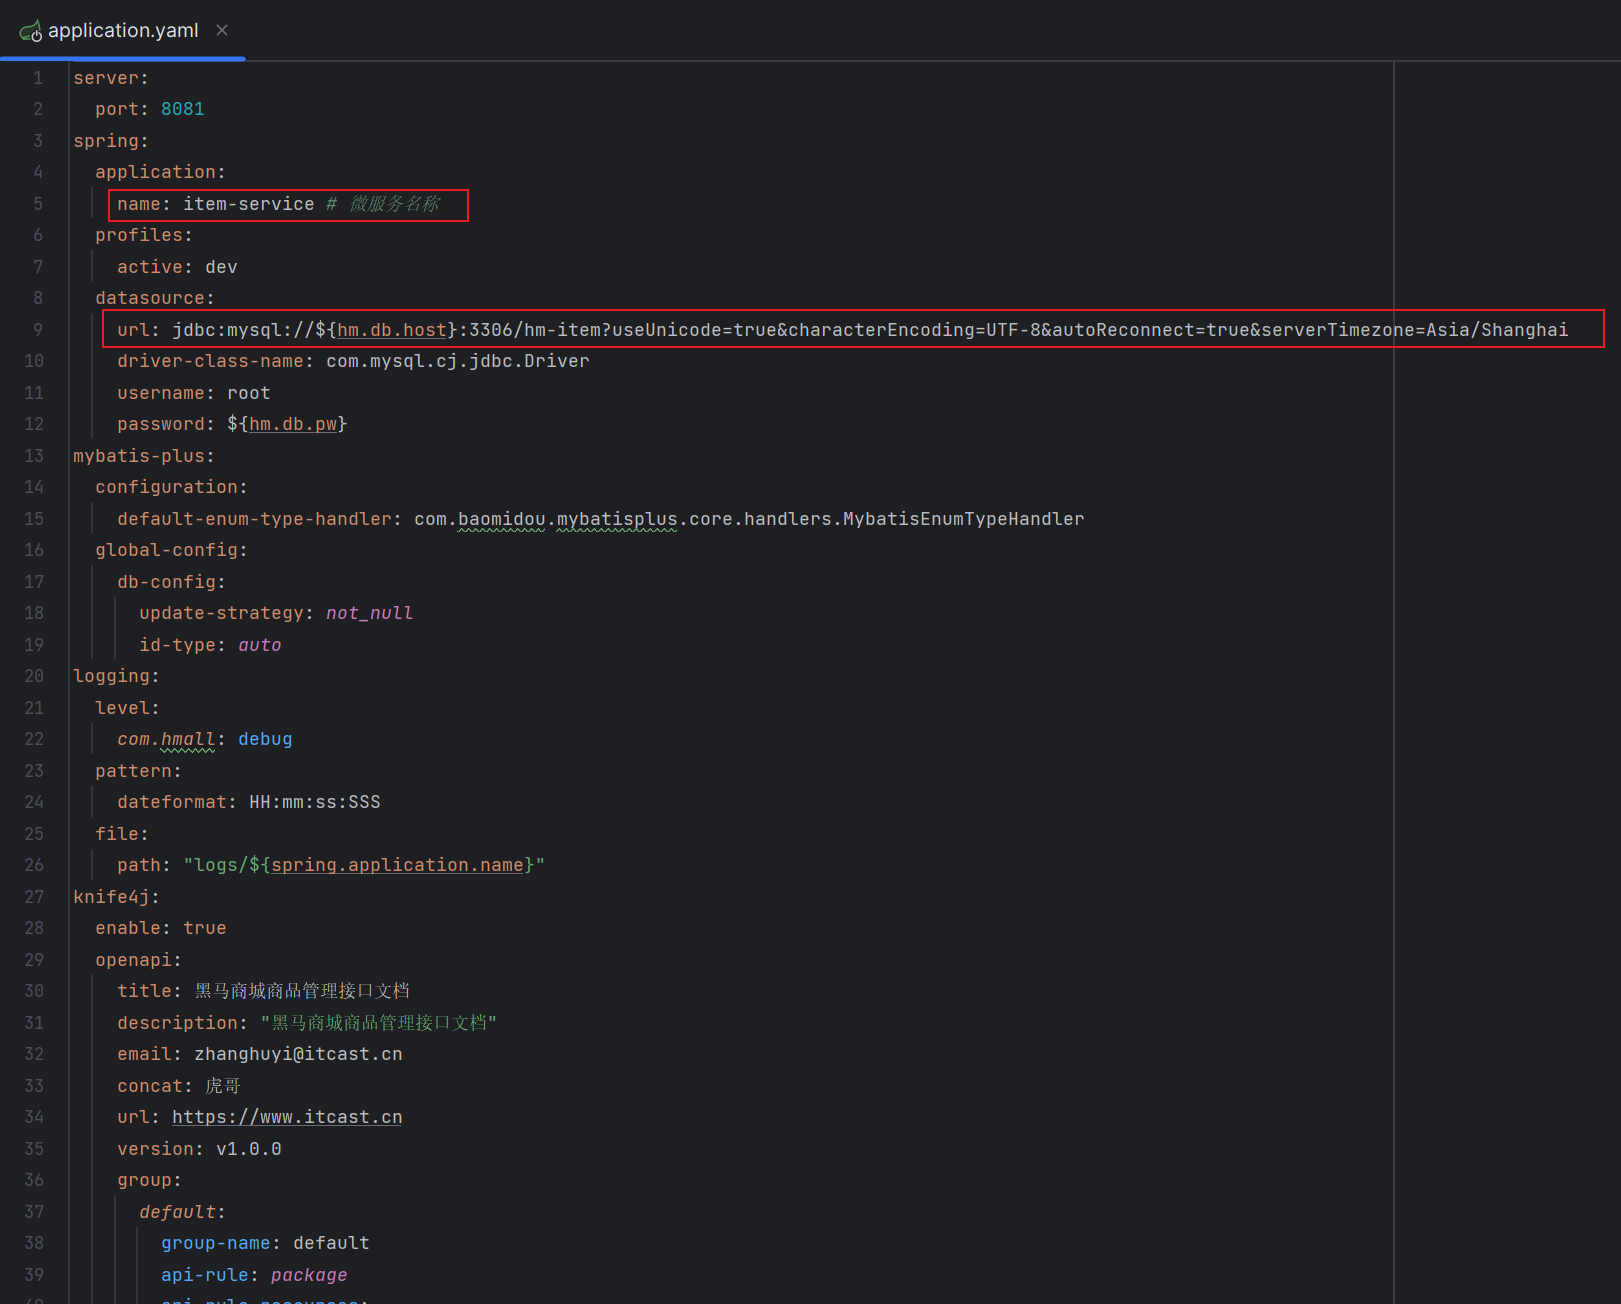 application.yaml
1 server:
2   port: 8081
3 spring:
4   application:
5     name: item-service # 微服务名称
6   profiles:
7     active: dev
8   datasource:
9     url: jdbc:mysql://${hm.db.host}:3306/hm-item?useUnicode=true&characterEncoding=UTF-8&autoReconnect=true&serverTimezone=Asia/Shanghai
10     driver-class-name: com.mysql.cj.jdbc.Driver
11     username: root
12     password: ${hm.db.pw}
13 mybatis-plus:
14   configuration:
15     default-enum-type-handler: com.baomidou.mybatisplus.core.handlers.MybatisEnumTypeHandler
16   global-config:
17     db-config:
18       update-strategy: not_null
19       id-type: auto
20 logging:
21   level:
22     com.hmall: debug
23   pattern:
24     dateformat: HH:mm:ss:SSS
25   file:
26     path: "logs/${spring.application.name}"
27 knife4j:
28   enable: true
29   openapi:
30     title: 黑马商城商品管理接口文档
31     description: "黑马商城商品管理接口文档"
32     email: zhanghuyi@itcast.cn
33     concat: 虎哥
34     url: https://www.itcast.cn
35     version: v1.0.0
36     group:
37       default:
38         group-name: default
39         api-rule: package